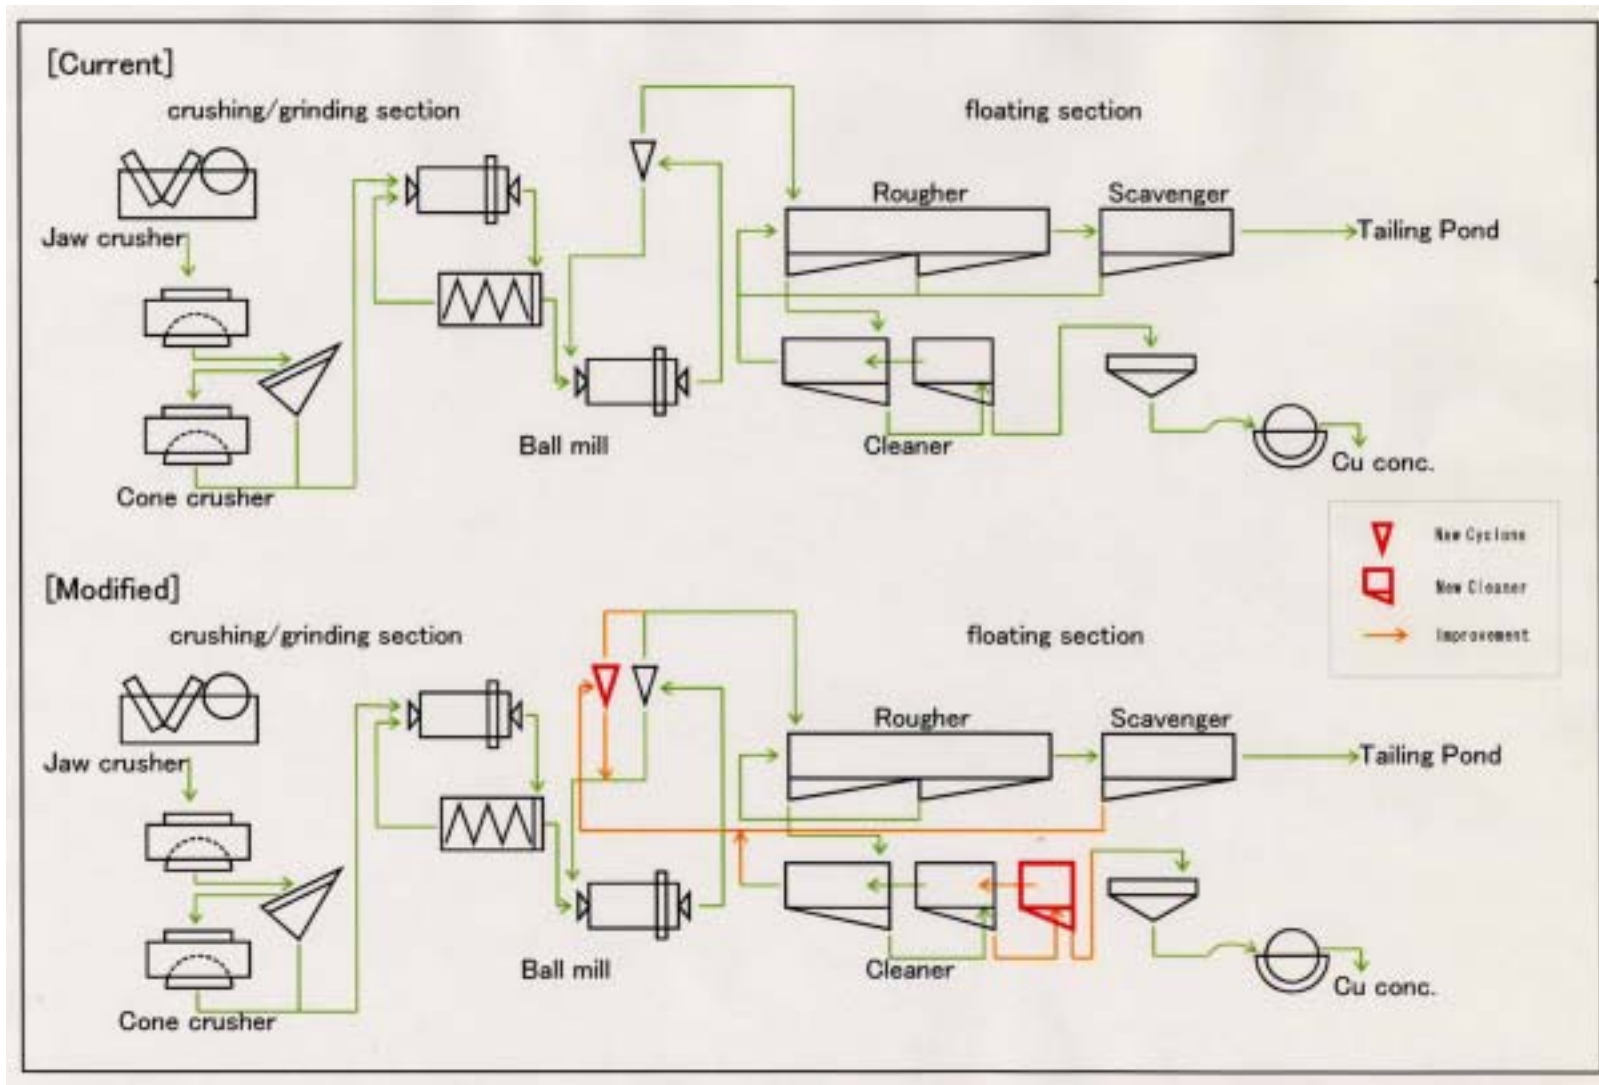 [Current]
crushing/grinding section
floating section
Rougher
Scavenger
Jaw crusher
Tailing Pond
Ball mill
Cleaner
Cu conc.
Cone crusher
New Cyclone
[Modified]
New Cleaner
crushing/grinding section
floating section
Improvement
Rougher
Scavenger
Jaw crusher
Tailing Pond
Ball mill
Cleaner
Cu conc.
Cone crusher